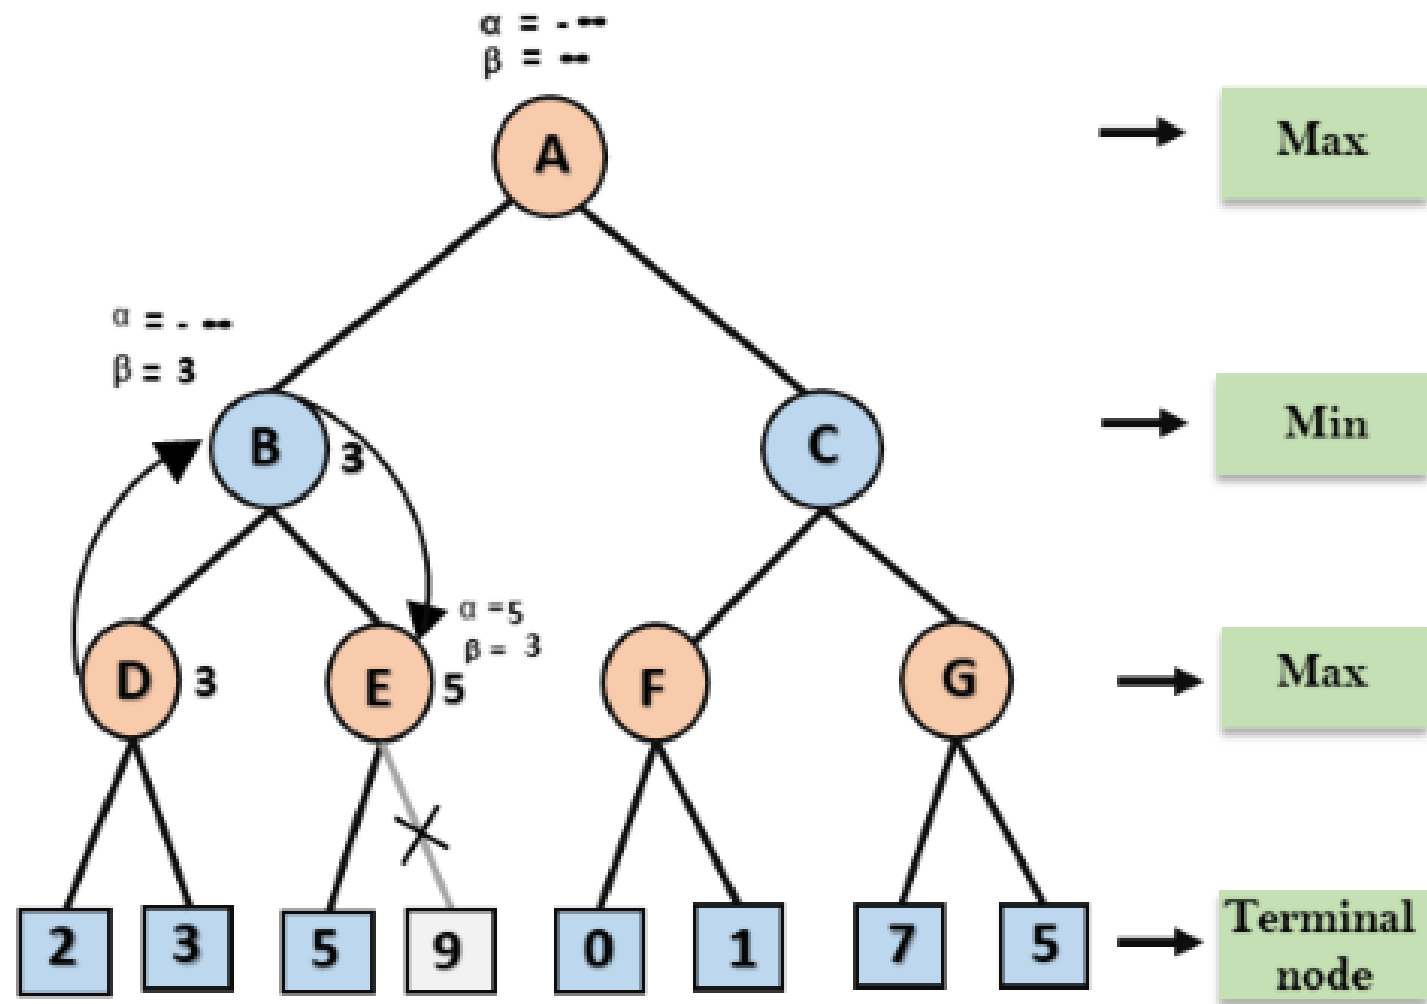 α = - ∞
β = ∞
A
Max
α = - ∞
β = 3
B
3
C
Min
α = 5
β = 3
D
3
E
5
F
G
Max
2
3
5
9
0
1
7
5
Terminal
node